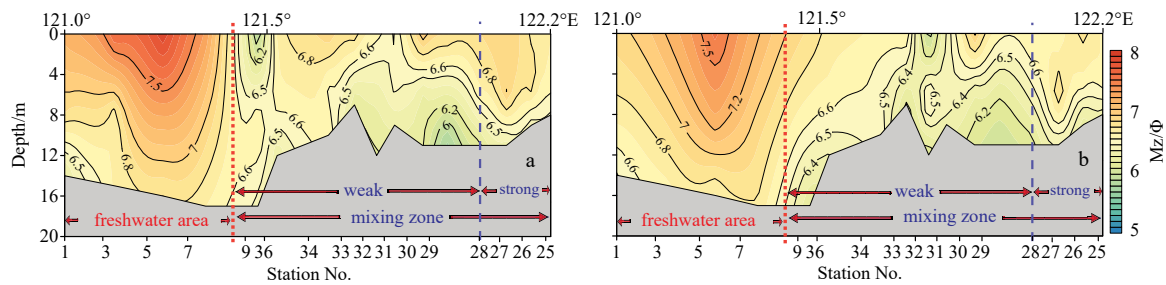 121.0° 121.5° 122.2°E
0
4
8
12
16
20
Depth/m
7.5
7
6.8
6.5
6.2
6.5
6.6
6.8
6.6
6.6
6.5
6.2
6
6.8
6.5
a
weak
strong
freshwater area
mixing zone
1 3 5 7 9 36 34 33 32 31 30 29 28 27 26 25
Station No.
121.0° 121.5° 122.2°E
7.5
7.2
7
6.8
6.5
6.6
6.5
6.4
6.4
6.5
6.5
6.4
6.5
6.2
6.6
6.8
6.5
b
weak
strong
freshwater area
mixing zone
1 3 5 7 9 36 34 33 32 31 30 29 28 27 26 25
Station No.
8
7
6
5
Mz/Φ